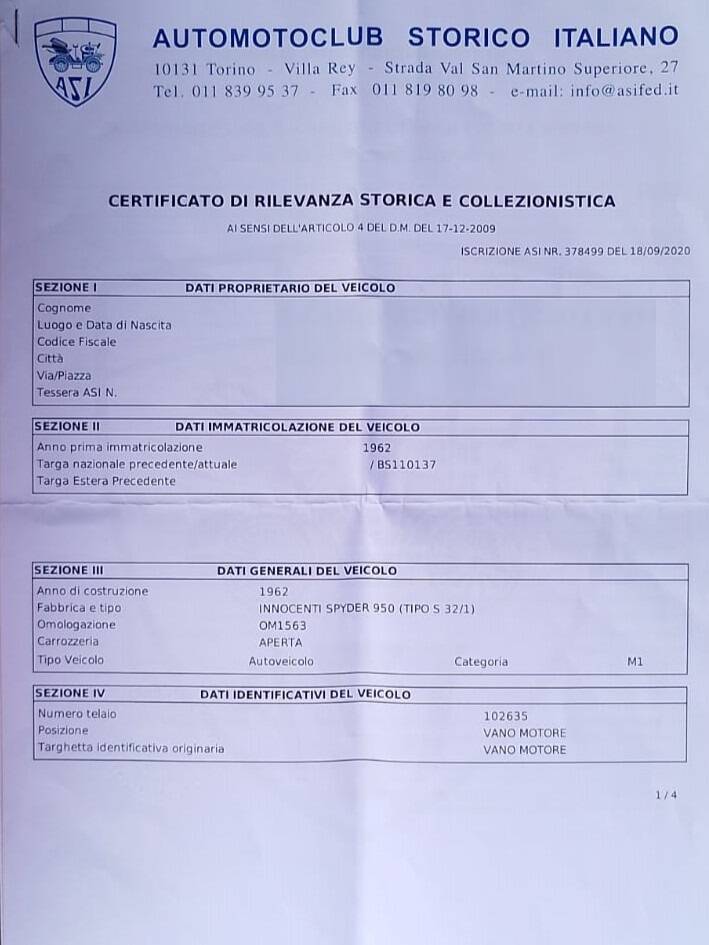 ASI
AUTOMOTOCLUB STORICO ITALIANO
10131 Torino - Villa Rey - Strada Val San Martino Superiore, 27
Tel. 011 839 95 37 - Fax 011 819 80 98 - e-mail: info@asifed.it
CERTIFICATO DI RILEVANZA STORICA E COLLEZIONISTICA
AI SENSI DELL'ARTICOLO 4 DEL D.M. DEL 17-12-2009
ISCRIZIONE ASI NR. 378499 DEL 18/09/2020
SEZIONE I DATI PROPRIETARIO DEL VEICOLO
Cognome
Luogo e Data di Nascita
Codice Fiscale
Città
Via/Piazza
Tessera ASI N.
SEZIONE II DATI IMMATRICOLAZIONE DEL VEICOLO
Anno prima immatricolazione 1962
Targa nazionale precedente/attuale / BS110137
Targa Estera Precedente
SEZIONE III DATI GENERALI DEL VEICOLO
Anno di costruzione 1962
Fabbrica e tipo INNOCENTI SPYDER 950 (TIPO S 32/1)
Omologazione OM1563
Carrozzeria APERTA
Tipo Veicolo Autoveicolo Categoria M1
SEZIONE IV DATI IDENTIFICATIVI DEL VEICOLO
Numero telaio 102635
Posizione VANO MOTORE
Targhetta identificativa originaria VANO MOTORE
1 / 4